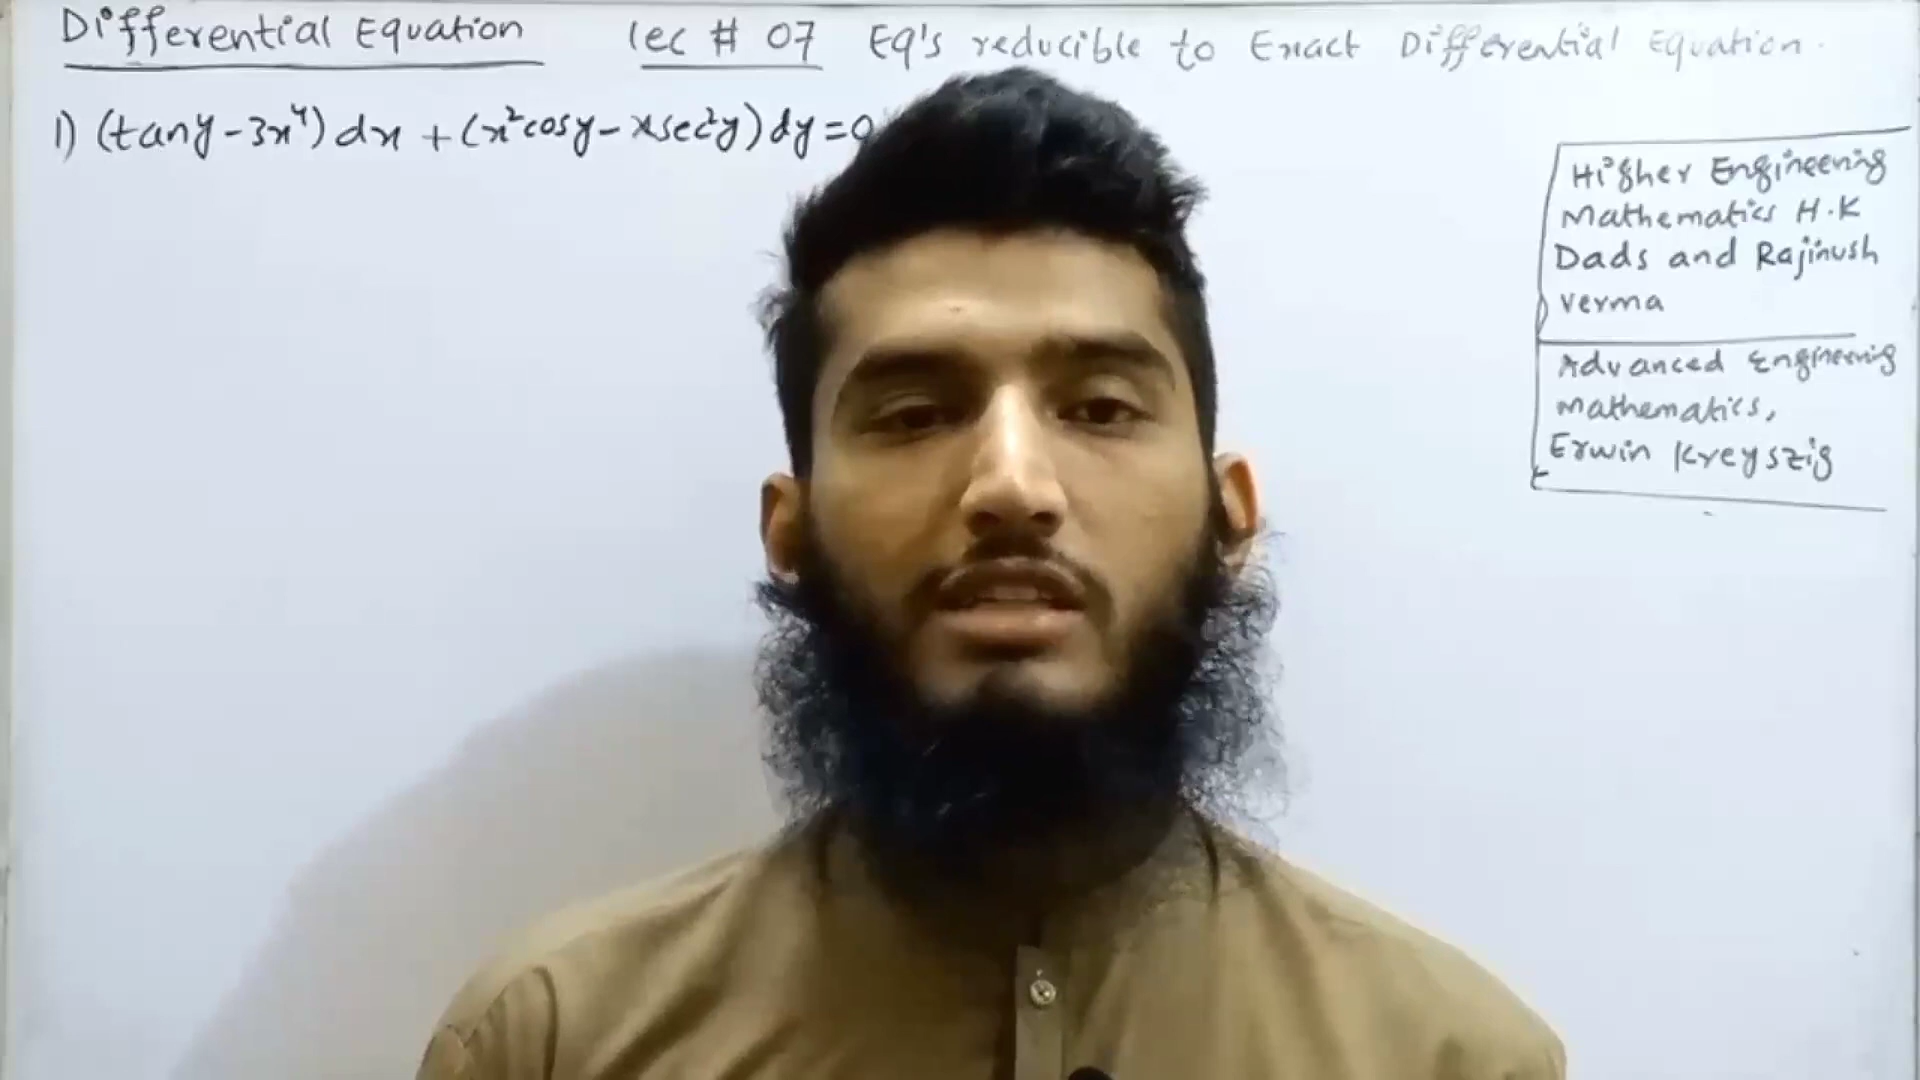 Differential Equation lec # 07 Eq's reducible to Exact Differential Equation.
1) (tany - 3x⁴) dx + (x²cosy - xsec²y) dy = 0
Higher Engineering
Mathematics H.K
Dads and Rajinush
Verma
Advanced Engineering
Mathematics,
Erwin Kreyszig